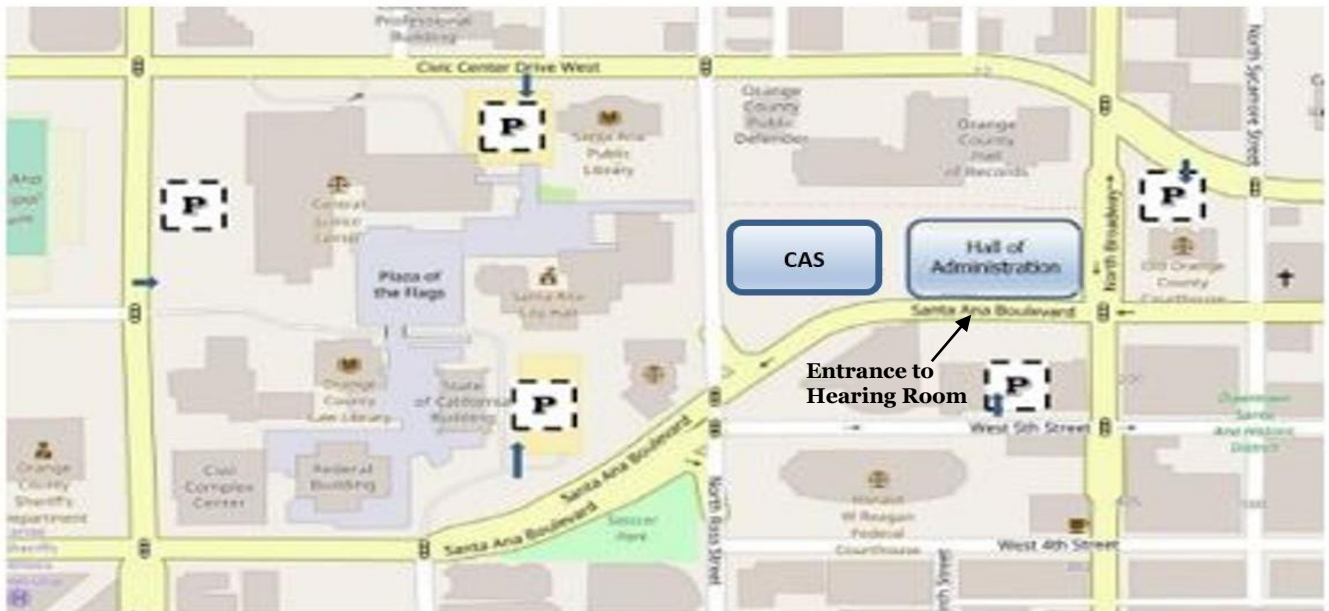 Professional
Building
Civic Center Drive West
P
Santa Ana
Public
Library
Orange
County
Public
Defender
Orange
County
Hall
of Records
North Sycamore Street
P
P
Central
Justice
Center
Plaza of
the Flags
Santa Ana
City Hall
CAS
Hall of
Administration
North Broadway
Old Orange
County
Courthouse
Santa Ana Boulevard
Entrance to
Hearing Room
P
P
Orange
County
Law Library
State
of California
Building
West 5th Street
Downtown
Santa
Ana Historic
District
Orange
County
Sheriff's
Civic
Complex
Center
Federal
Building
Santa Ana Boulevard
Santa Ana Boulevard
Sasscer
Park
North Ross Street
Ronald
W Reagan
Federal
Courthouse
West 4th Street